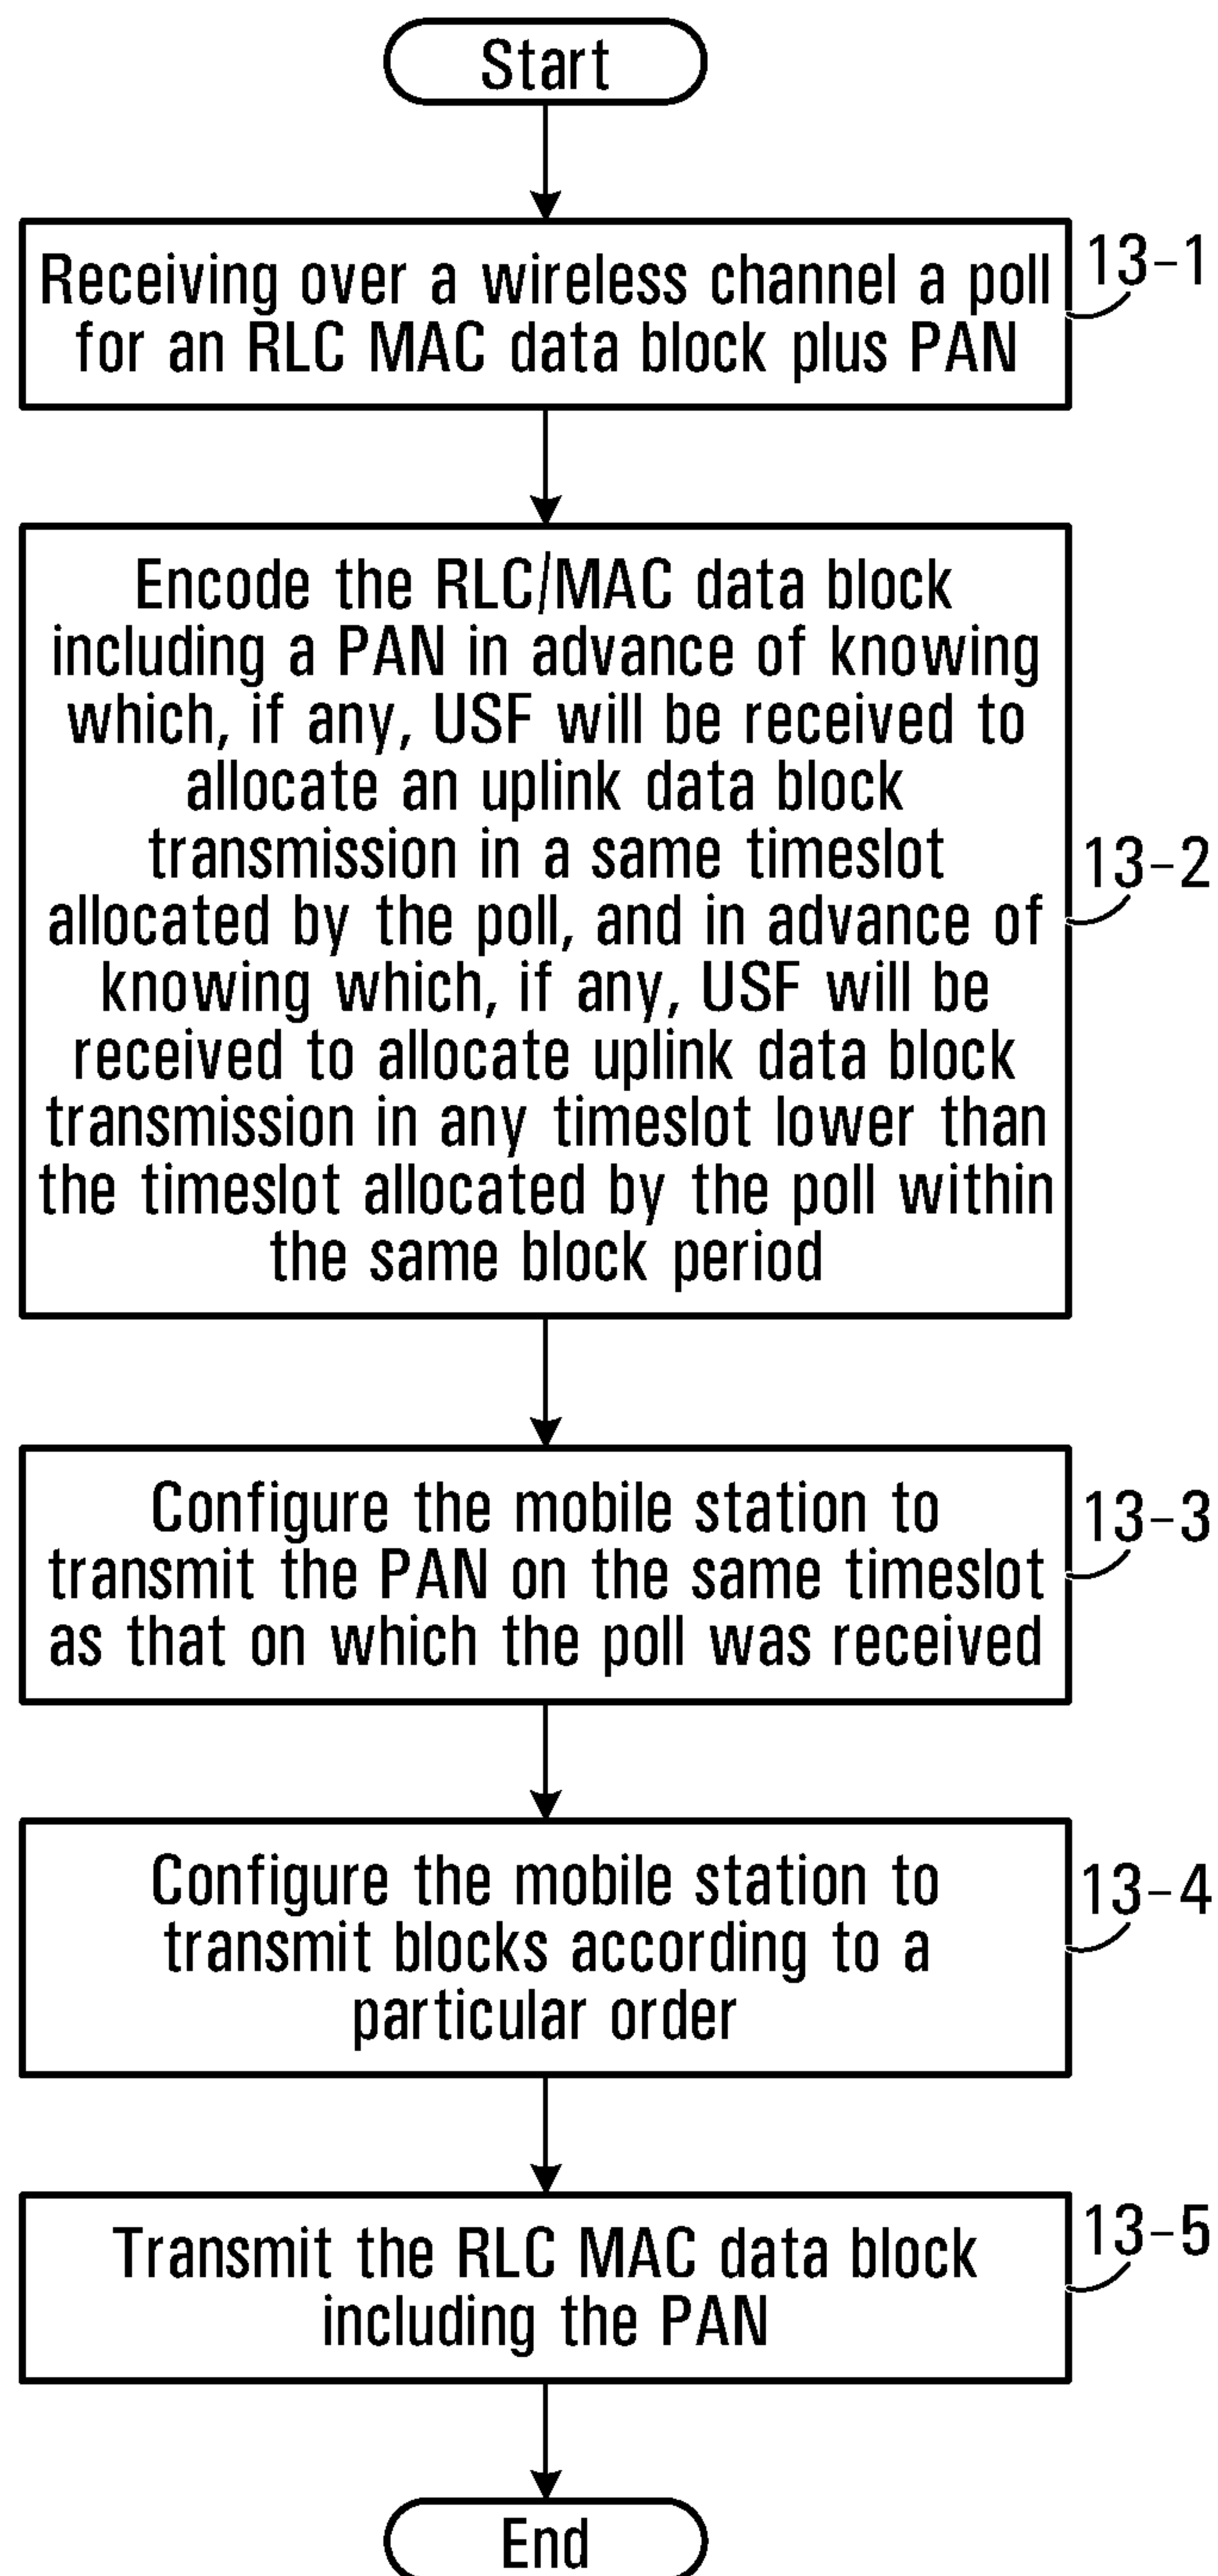 Start
Receiving over a wireless channel a poll
for an RLC MAC data block plus PAN
13-1
Encode the RLC/MAC data block
including a PAN in advance of knowing
which, if any, USF will be received to
allocate an uplink data block
transmission in a same timeslot
allocated by the poll, and in advance of
knowing which, if any, USF will be
received to allocate uplink data block
transmission in any timeslot lower than
the timeslot allocated by the poll within
the same block period
13-2
Configure the mobile station to
transmit the PAN on the same timeslot
as that on which the poll was received
13-3
Configure the mobile station to
transmit blocks according to a
particular order
13-4
Transmit the RLC MAC data block
including the PAN
13-5
End